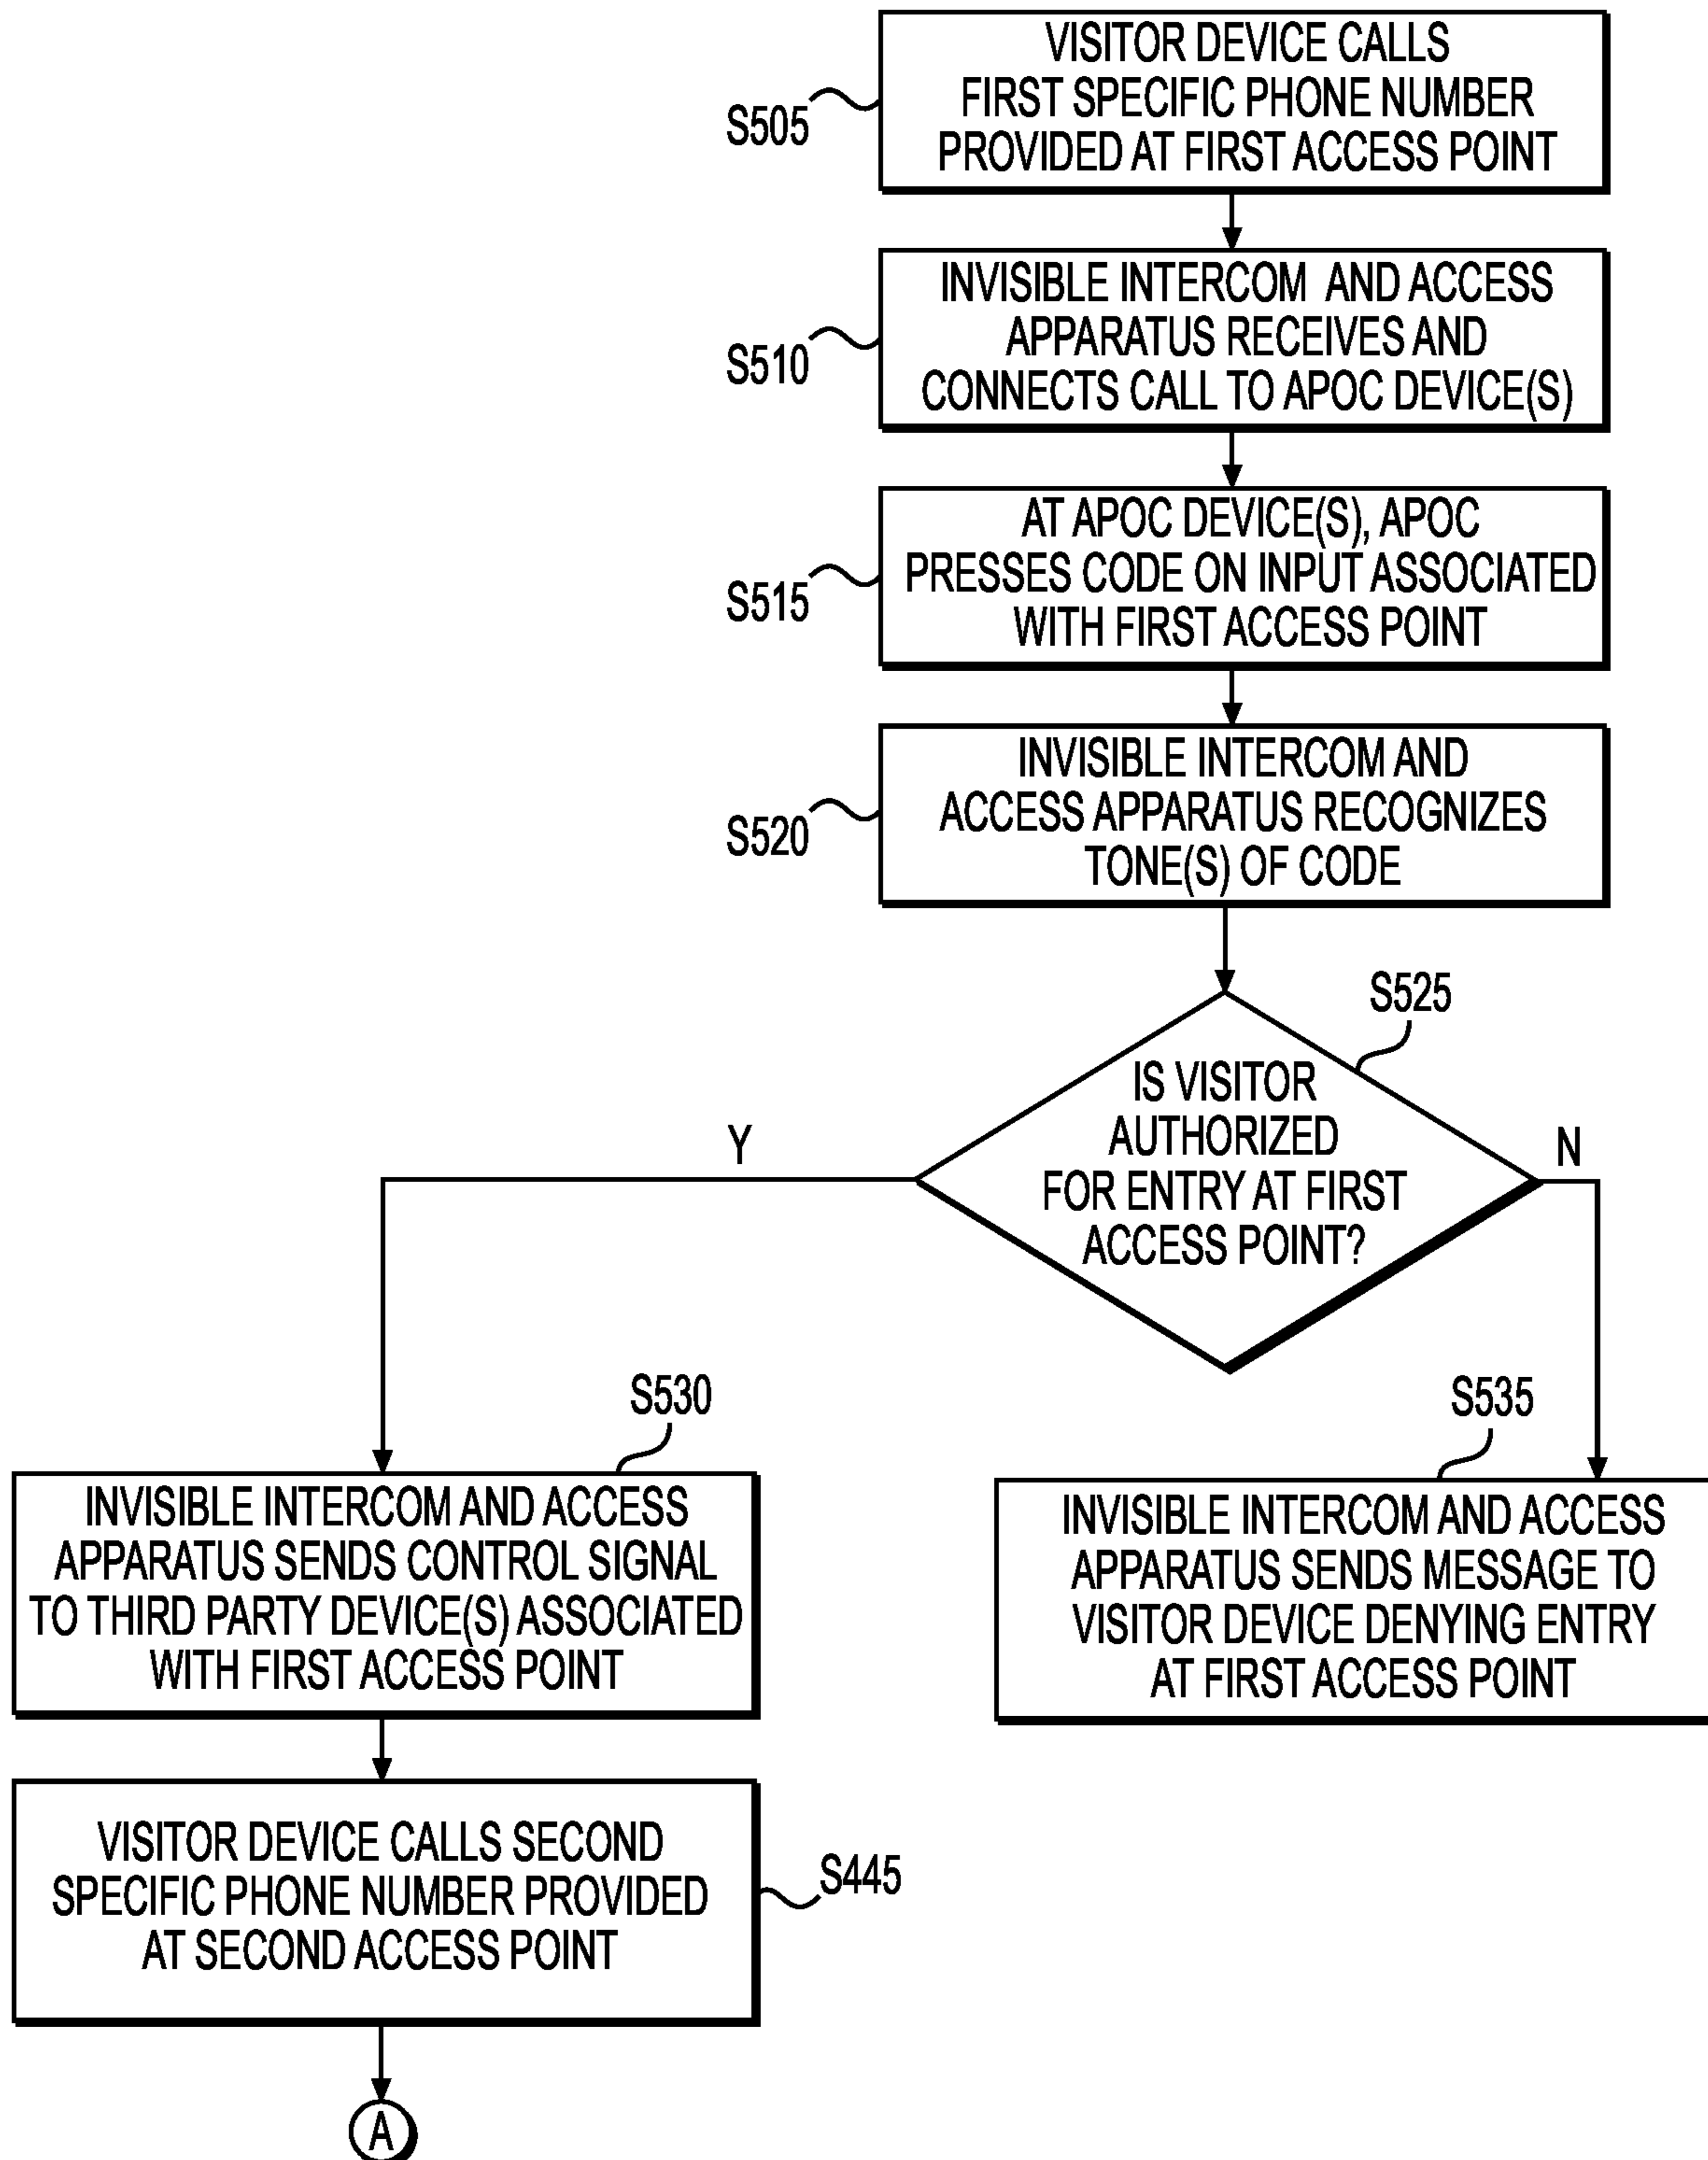 VISITOR DEVICE CALLS
FIRST SPECIFIC PHONE NUMBER
PROVIDED AT FIRST ACCESS POINT
S505
INVISIBLE INTERCOM AND ACCESS
APPARATUS RECEIVES AND
CONNECTS CALL TO APOC DEVICE(S)
S510
AT APOC DEVICE(S), APOC
PRESSES CODE ON INPUT ASSOCIATED
WITH FIRST ACCESS POINT
S515
INVISIBLE INTERCOM AND
ACCESS APPARATUS RECOGNIZES
TONE(S) OF CODE
S520
S525
IS VISITOR
AUTHORIZED
FOR ENTRY AT FIRST
ACCESS POINT?
Y
N
S530
INVISIBLE INTERCOM AND ACCESS
APPARATUS SENDS CONTROL SIGNAL
TO THIRD PARTY DEVICE(S) ASSOCIATED
WITH FIRST ACCESS POINT
S535
INVISIBLE INTERCOM AND ACCESS
APPARATUS SENDS MESSAGE TO
VISITOR DEVICE DENYING ENTRY
AT FIRST ACCESS POINT
VISITOR DEVICE CALLS SECOND
SPECIFIC PHONE NUMBER PROVIDED
AT SECOND ACCESS POINT
S445
A